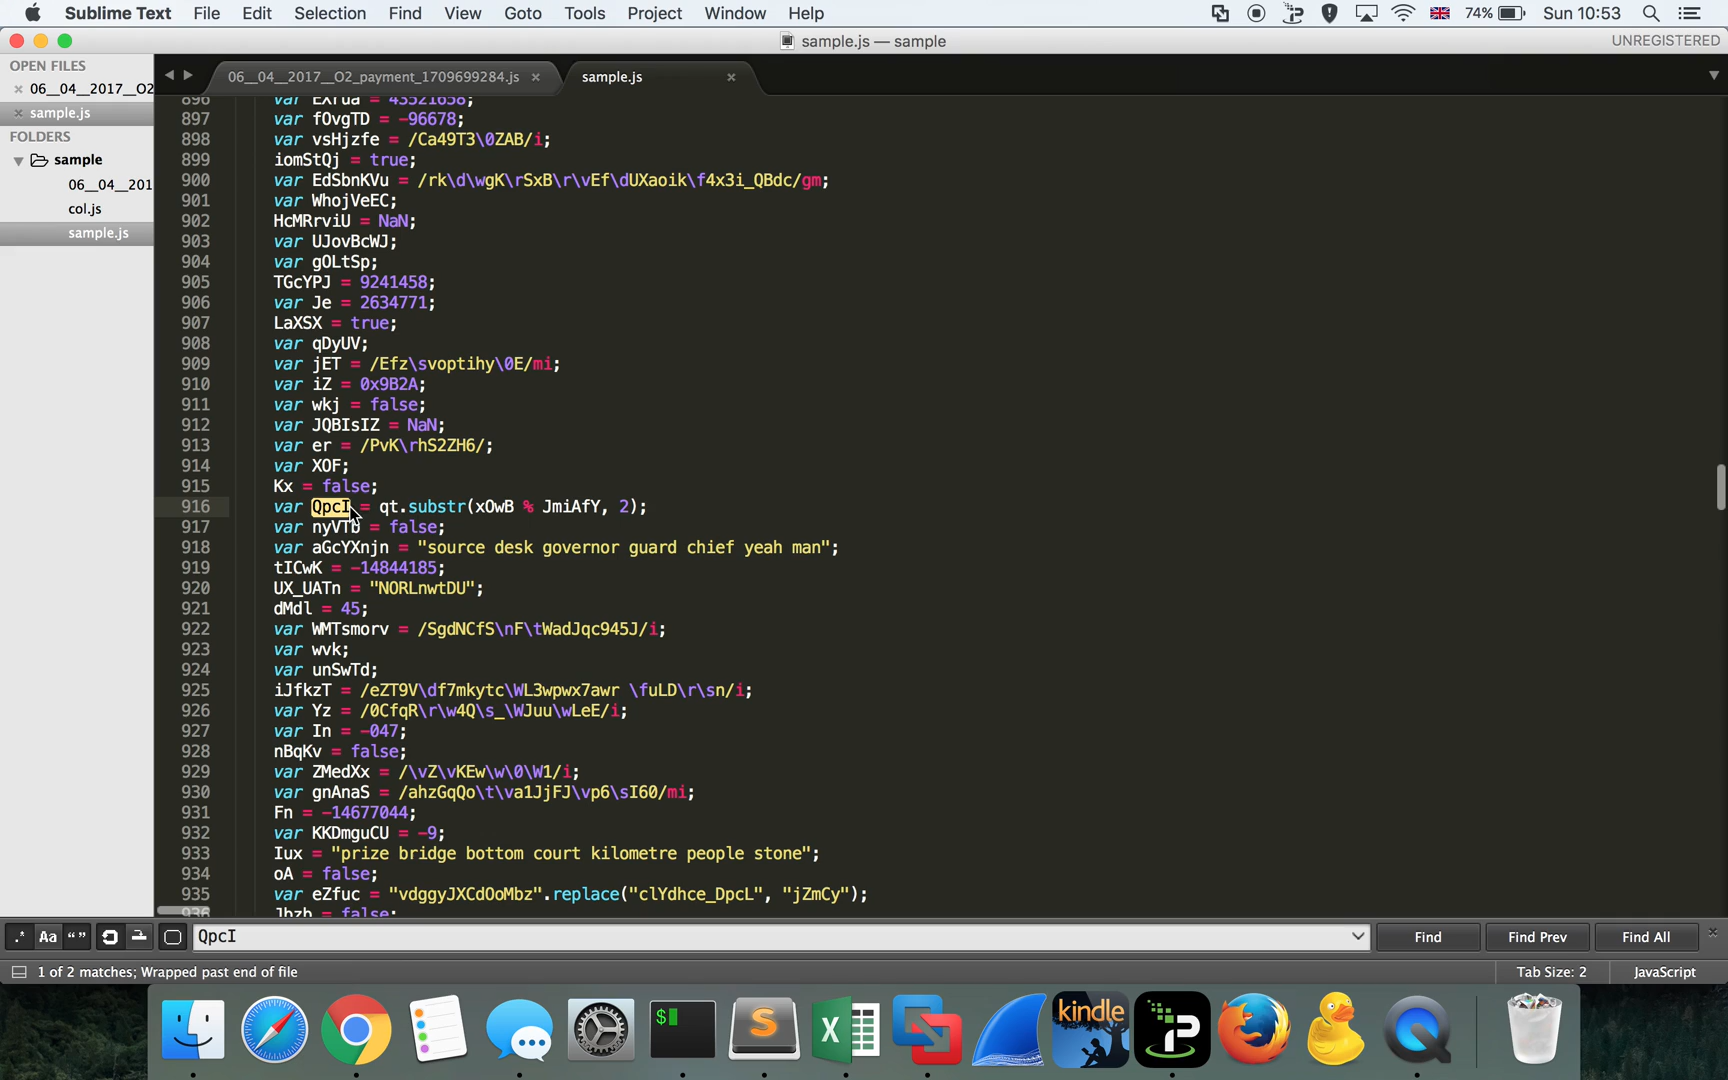 Sublime Text File Edit Selection Find View Goto Tools Project Window Help 74% Sun 10:53
sample.js — sample UNREGISTERED
OPEN FILES
06__04__2017__O2
sample.js
FOLDERS
sample
06__04__201
col.js
sample.js
06__04__2017__O2_payment_1709699284.js sample.js
896 var EXfua = 43521658;
897 var fOvgTD = -96678;
898 var vsHjzfe = /Ca49T3\0ZAB/i;
899 iomStQj = true;
900 var EdSbnKVu = /rk\d\wgK\rSxB\r\vEf\dUXaoik\f4x3i_QBdc/gm;
901 var WhojVeEC;
902 HcMRrviU = NaN;
903 var UJovBcWJ;
904 var gOLtSp;
905 TGcYPJ = 9241458;
906 var Je = 2634771;
907 LaXSX = true;
908 var qDyUV;
909 var jET = /Efz\svoptihy\0E/mi;
910 var iZ = 0x9B2A;
911 var wkj = false;
912 var JQBIsIZ = NaN;
913 var er = /PvK\rhS2ZH6/;
914 var XOF;
915 Kx = false;
916 var QpcI = qt.substr(xOwB % JmiAfY, 2);
917 var nyVTb = false;
918 var aGcYXnjn = "source desk governor guard chief yeah man";
919 tICwK = -14844185;
920 UX_UATn = "NORLnwtDU";
921 dMdl = 45;
922 var WMTsmorv = /SgdNCfS\nF\tWadJqc945J/i;
923 var wvk;
924 var unSwTd;
925 iJfkzT = /eZT9V\df7mkytc\WL3wpwx7awr \fuLD\r\sn/i;
926 var Yz = /0CfqR\r\w4Q\s_\WJuu\wLeE/i;
927 var In = -047;
928 nBqKv = false;
929 var ZMedXx = /\vZ\vKEw\w\0\W1/i;
930 var gnAnaS = /ahzGqQo\t\va1JjFJ\vp6\sI60/mi;
931 Fn = -14677044;
932 var KKDmguCU = -9;
933 Iux = "prize bridge bottom court kilometre people stone";
934 oA = false;
935 var eZfuc = "vdggyJXCdOoMbz".replace("clYdhce_DpcL", "jZmCy");
936 Jbzb = false;
.* Aa “” QpcI Find Find Prev Find All
1 of 2 matches; Wrapped past end of file Tab Size: 2 JavaScript
$
S
X
kindle